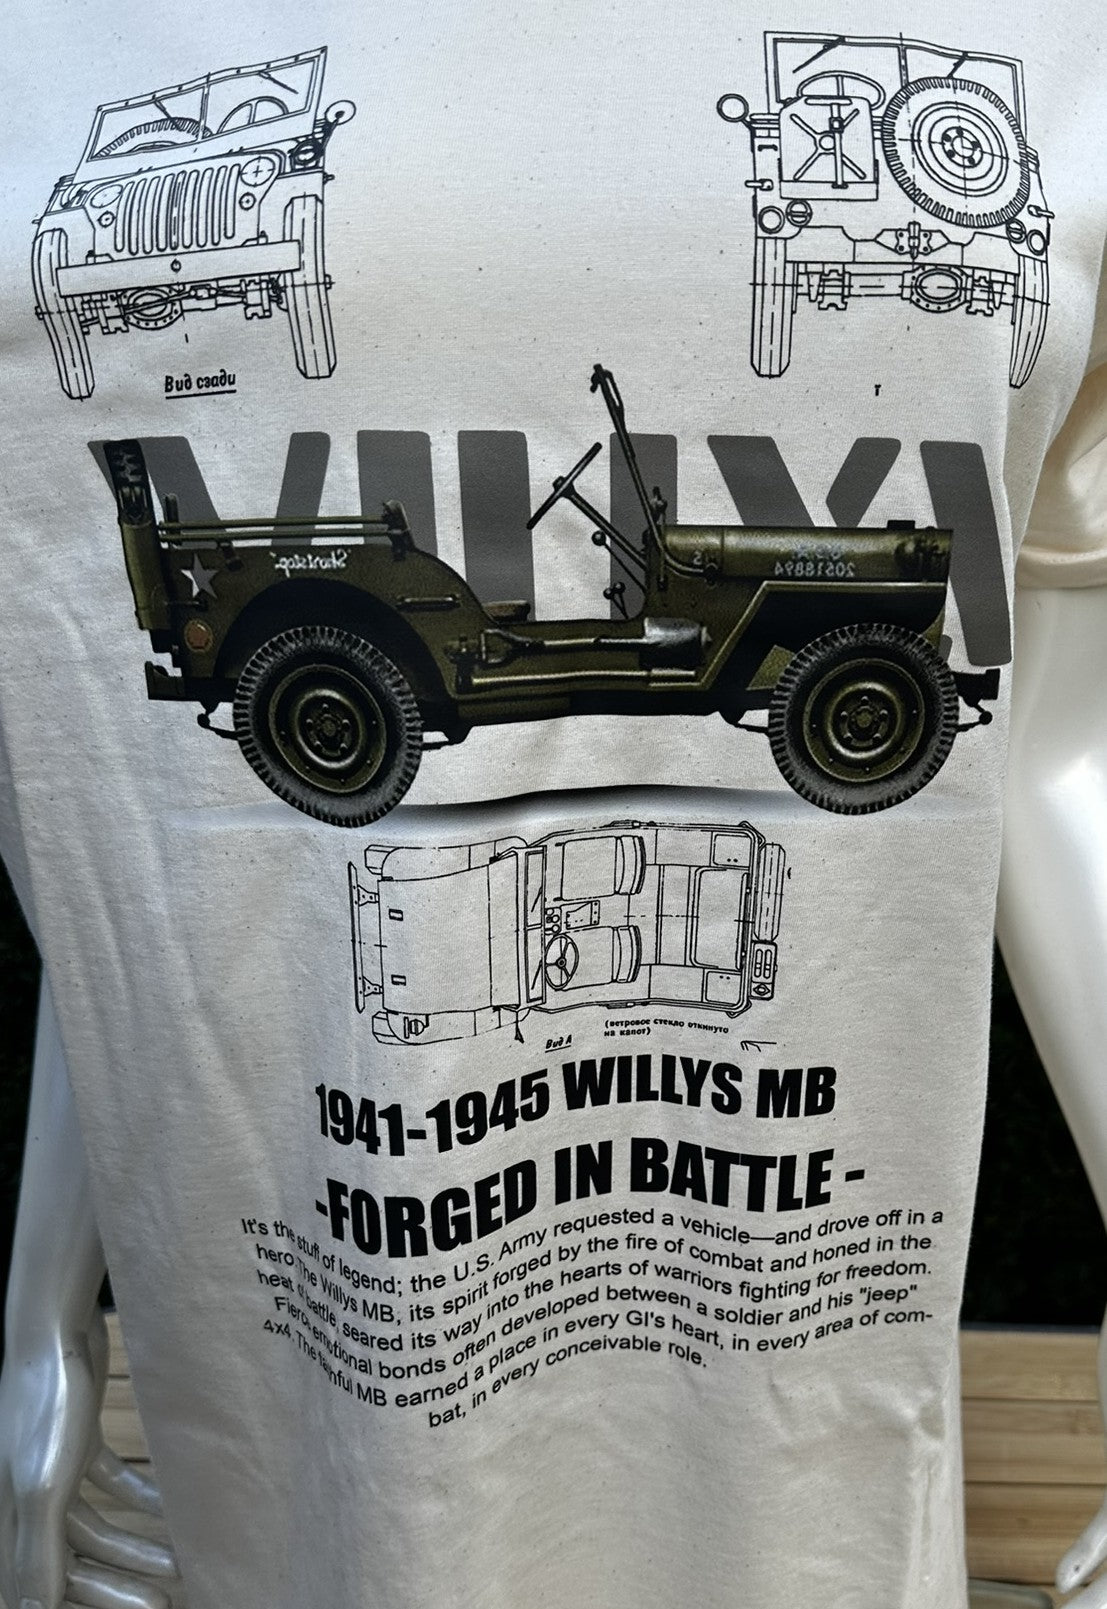 Вид сзади
т
WILLYS
"Shortstop"
U.S.A.
20518894
S
Вид А
(ветровое стекло откинуто
на капот)
1941-1945 WILLYS MB
-FORGED IN BATTLE -
It's the stuff of legend; the U.S. Army requested a vehicle—and drove off in a
hero. The Willys MB, its spirit forged by the fire of combat and honed in the
heat of battle, seared its way into the hearts of warriors fighting for freedom.
Fierce emotional bonds often developed between a soldier and his "jeep"
4x4. The faithful MB earned a place in every GI's heart, in every area of com-
bat, in every conceivable role.